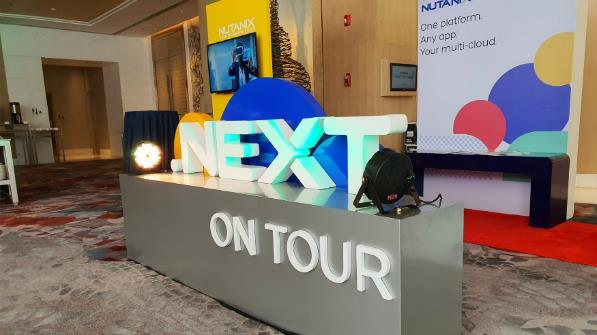 NUTANIX
NUTANIX
One platform.
Any app.
Your multi-cloud.
.NEXT
ON TOUR